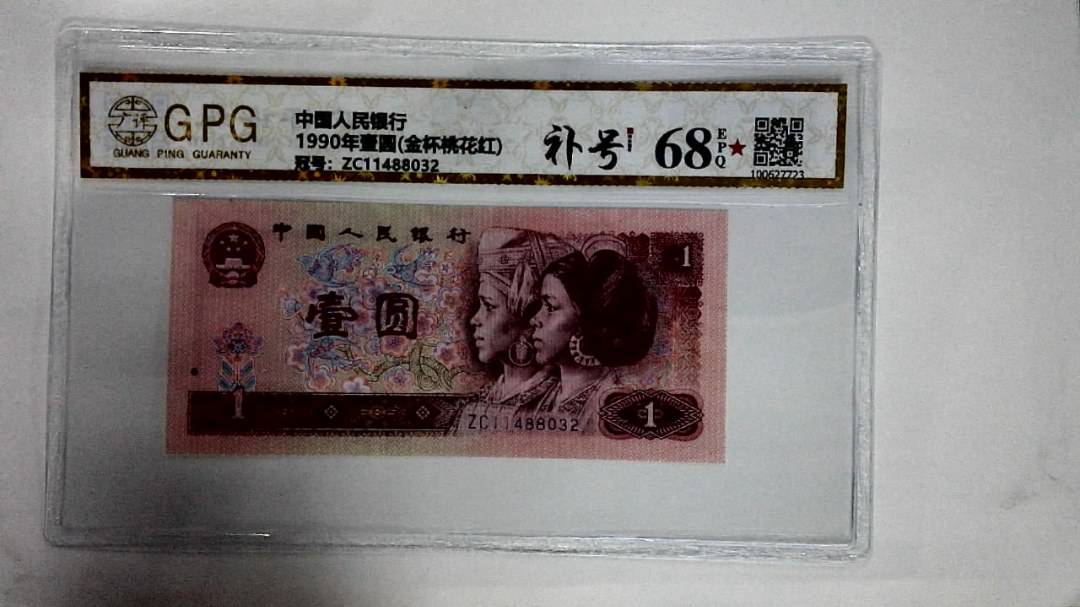 GPG
GUANG PING GUARANTY
中国人民银行
1990年壹圆(金杯桃花红)
冠号: ZC11488032
补号
68
EPQ
100627723
中国人民银行
1
壹圆
1
ZC11488032
1